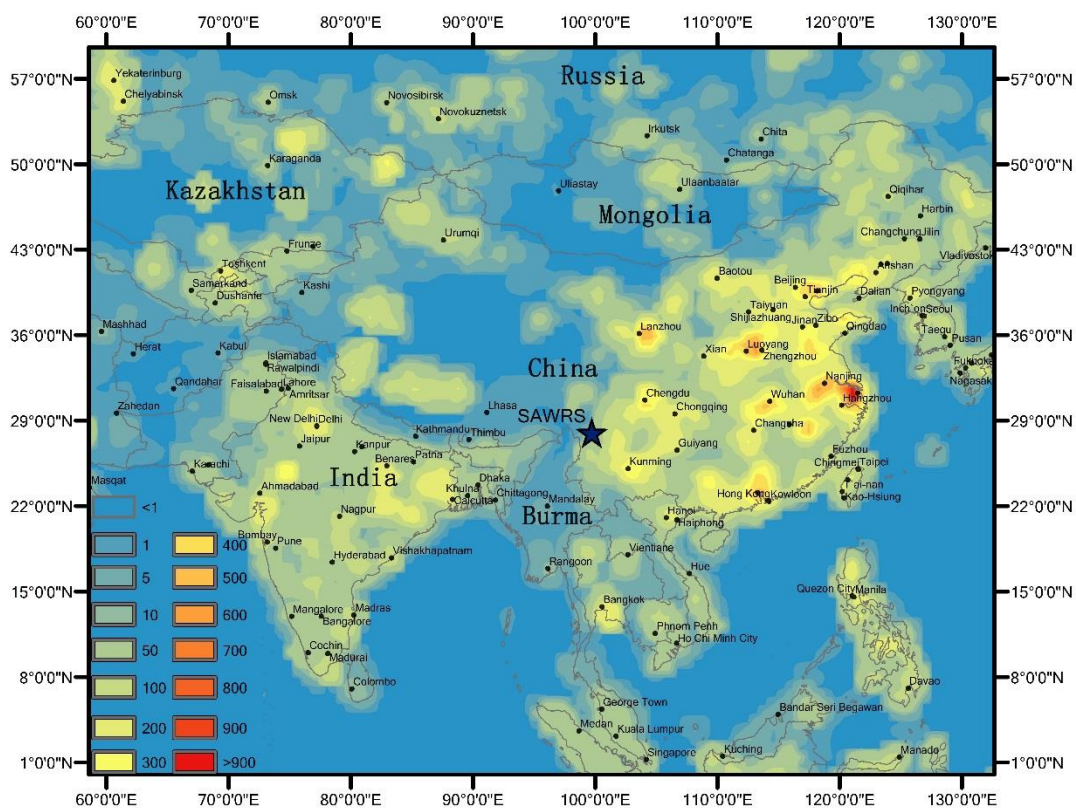 60°0'0"E 70°0'0"E 80°0'0"E 90°0'0"E 100°0'0"E 110°0'0"E 120°0'0"E 130°0'0"E
57°0'0"N
57°0'0"N
Russia
Yekaterinburg
Chelyabinsk
Omsk
Novosibirsk
Novokuznetsk
Irkutsk
Chita
Chatanga
50°0'0"N
50°0'0"N
Karaganda
Kazakhstan
Uliastay
Ulaanbaatar
Mongolia
Qiqihar
Harbin
Changchung
Jilin
Vladivostok
43°0'0"N
43°0'0"N
Urumqi
Frunze
Toshkent
Samarkand
Dushanbe
Kashi
Baotou
Beijing
Tianjin
Anshan
Dalian
Pyongyang
Inch'on
Seoul
Taegu
Pusan
Taiyuan
Shijiazhuang
Jinan
Zibo
Qingdao
36°0'0"N
36°0'0"N
Mashhad
Herat
Kabul
Islamabad
Rawalpindi
Lanzhou
Xian
Luoyang
Zhengzhou
China
Qandahar
Faisalabad
Lahore
Amritsar
Zahedan
Lhasa
Chengdu
Chongqing
Wuhan
Nanjing
Hangzhou
Nagasak
29°0'0"N
29°0'0"N
SAWRS
New Delhi
Delhi
Jaipur
Kathmandu
Thimbu
Kanpur
Benares
Patna
Changsha
Guiyang
Kunming
Fuzhou
Chingmei
Taipei
Tai-nan
Kao-Hsiung
Karachi
Masqat
India
Ahmadabad
Khulna
Dhaka
Calcutta
Chittagong
Mandalay
Hong Kong
Kowloon
22°0'0"N
22°0'0"N
Burma
Hanoi
Haiphong
Nagpur
Bombay
Pune
Hyderabad
Vishakhapatnam
Rangoon
Vientiane
Hue
15°0'0"N
15°0'0"N
Quezon City
Manila
Mangalore
Bangalore
Madras
Bangkok
Phnom Penh
Ho Chi Minh City
Cochin
Madurai
Colombo
8°0'0"N
8°0'0"N
Davao
George Town
Medan
Kuala Lumpur
Singapore
Bandar Seri Begawan
Kuching
Manado
1°0'0"N
1°0'0"N
<1
1 400
5 500
10 600
50 700
100 800
200 900
300 >900
60°0'0"E 70°0'0"E 80°0'0"E 90°0'0"E 100°0'0"E 110°0'0"E 120°0'0"E 130°0'0"E